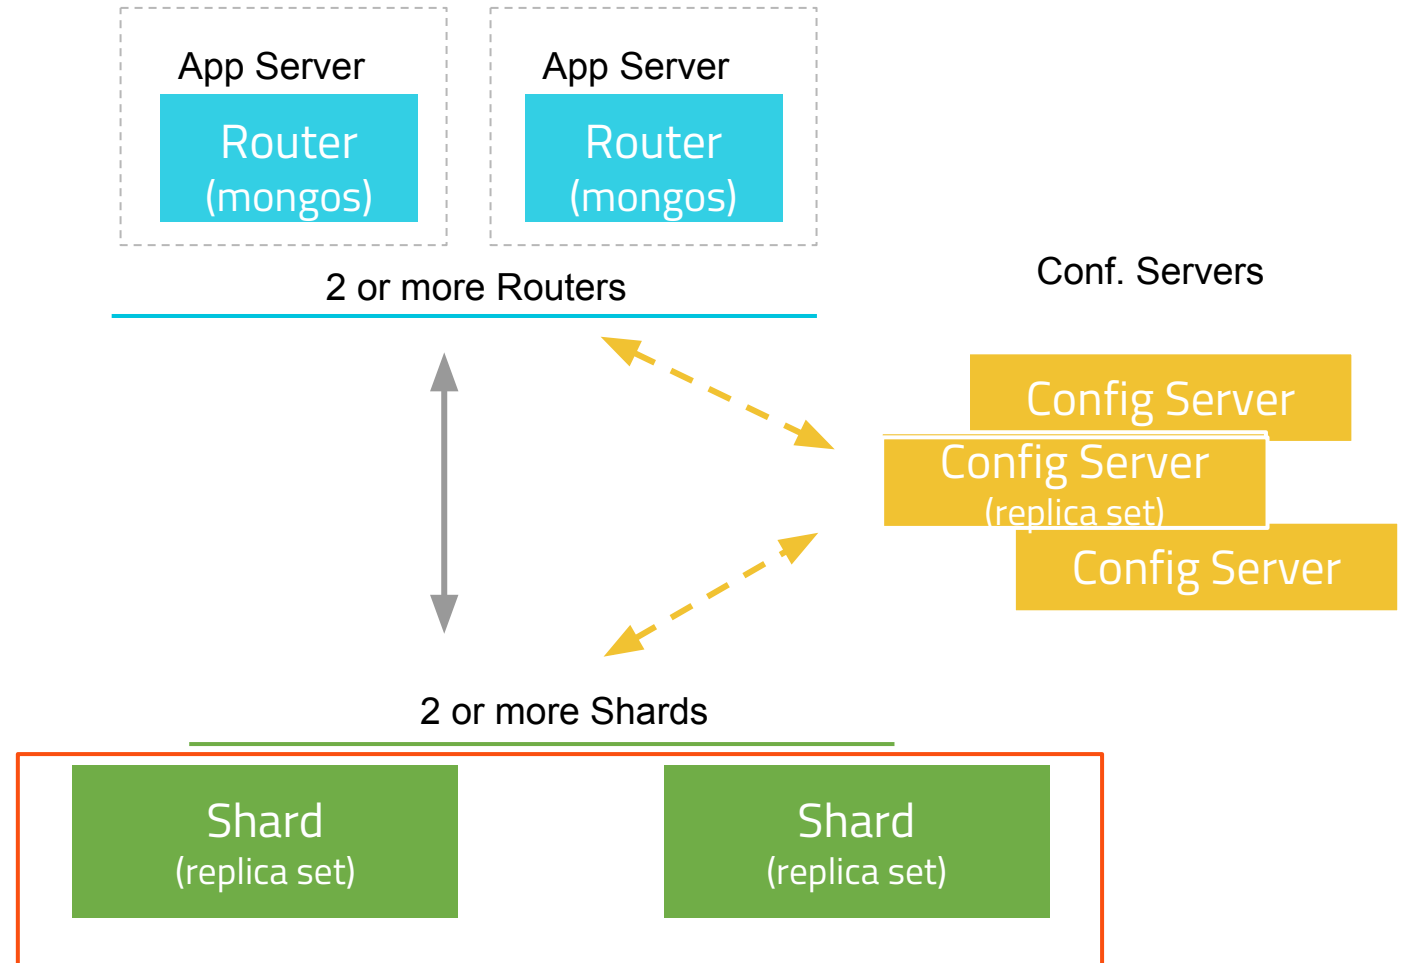 App Server
Router
(mongos)
App Server
Router
(mongos)
2 or more Routers
Conf. Servers
Config Server
Config Server
(replica set)
Config Server
2 or more Shards
Shard
(replica set)
Shard
(replica set)